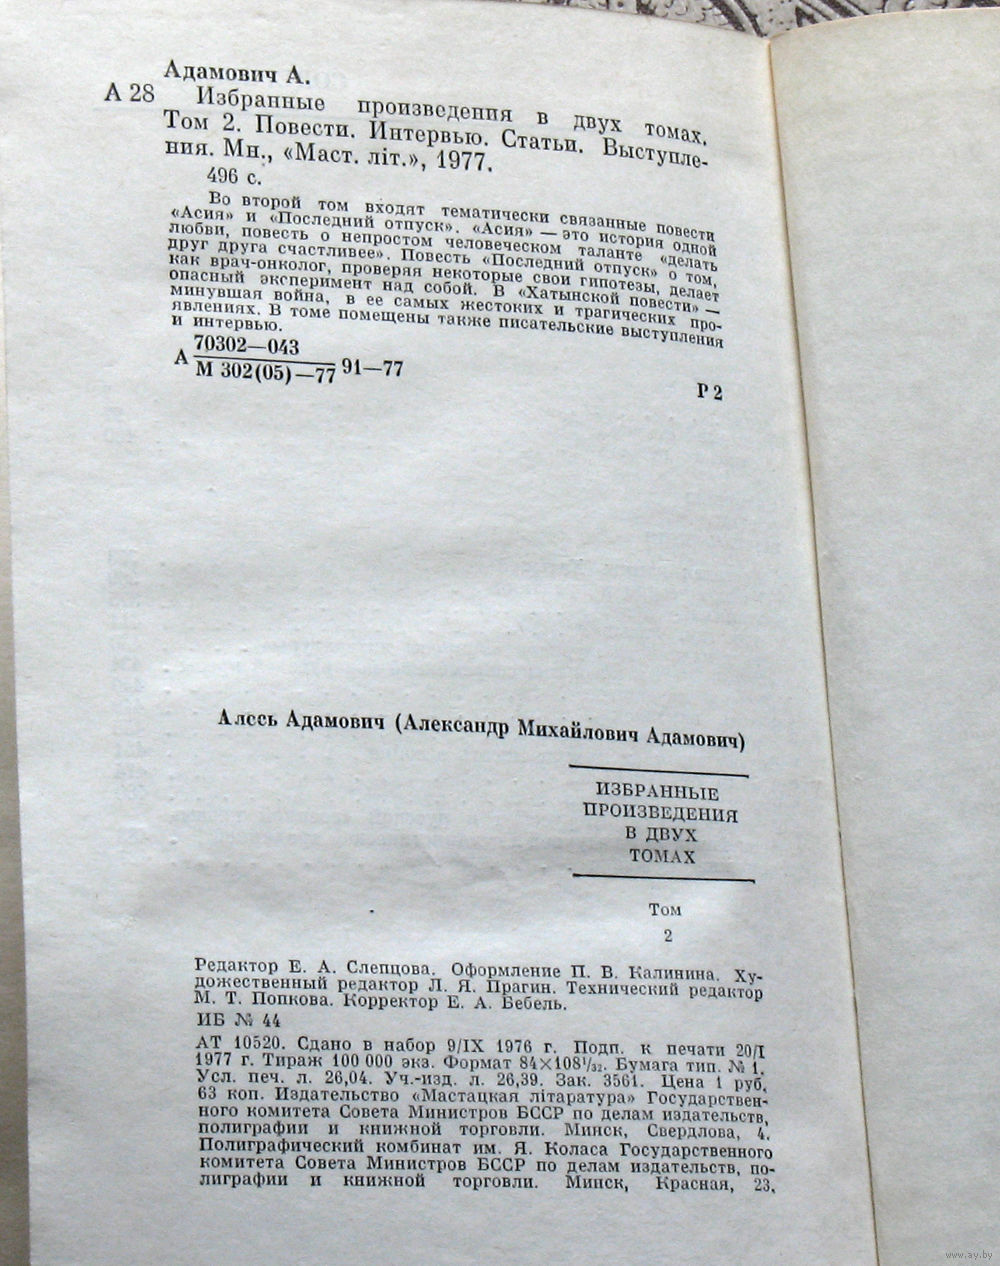 Адамович А.
А 28 Избранные произведения в двух томах.
Том 2. Повести. Интервью. Статьи. Выступле-
ния. Мн., «Маст. літ.», 1977.
496 с.
Во второй том входят тематически связанные повести
«Асия» и «Последний отпуск». «Асия» — это история одной
любви, повесть о непростом человеческом таланте «делать
друг друга счастливее». Повесть «Последний отпуск» о том,
как врач-онколог, проверяя некоторые свои гипотезы, делает
опасный эксперимент над собой. В «Хатынской повести» —
минувшая война, в ее самых жестоких и трагических про-
явлениях. В томе помещены также писательские выступления
и интервью.
А 70302—043
М 302(05)—77 91—77
Р 2
Алесь Адамович (Александр Михайлович Адамович)
ИЗБРАННЫЕ
ПРОИЗВЕДЕНИЯ
В ДВУХ
ТОМАХ
Том
2
Редактор Е. А. Слепцова. Оформление П. В. Калинина. Ху-
дожественный редактор Л. Я. Прагин. Технический редактор
М. Т. Попкова. Корректор Е. А. Бебель.
ИБ № 44
АТ 10520. Сдано в набор 9/IX 1976 г. Подп. к печати 20/I
1977 г. Тираж 100 000 экз. Формат 84×108¹/₃₂. Бумага тип. № 1.
Усл. печ. л. 26,04. Уч.-изд. л. 26,39. Зак. 3561. Цена 1 руб.
63 коп. Издательство «Мастацкая літаратура» Государствен-
ного комитета Совета Министров БССР по делам издательств,
полиграфии и книжной торговли. Минск, Свердлова, 4.
Полиграфический комбинат им. Я. Коласа Государственного
комитета Совета Министров БССР по делам издательств, по-
лиграфии и книжной торговли. Минск, Красная, 23.
www.ay.by